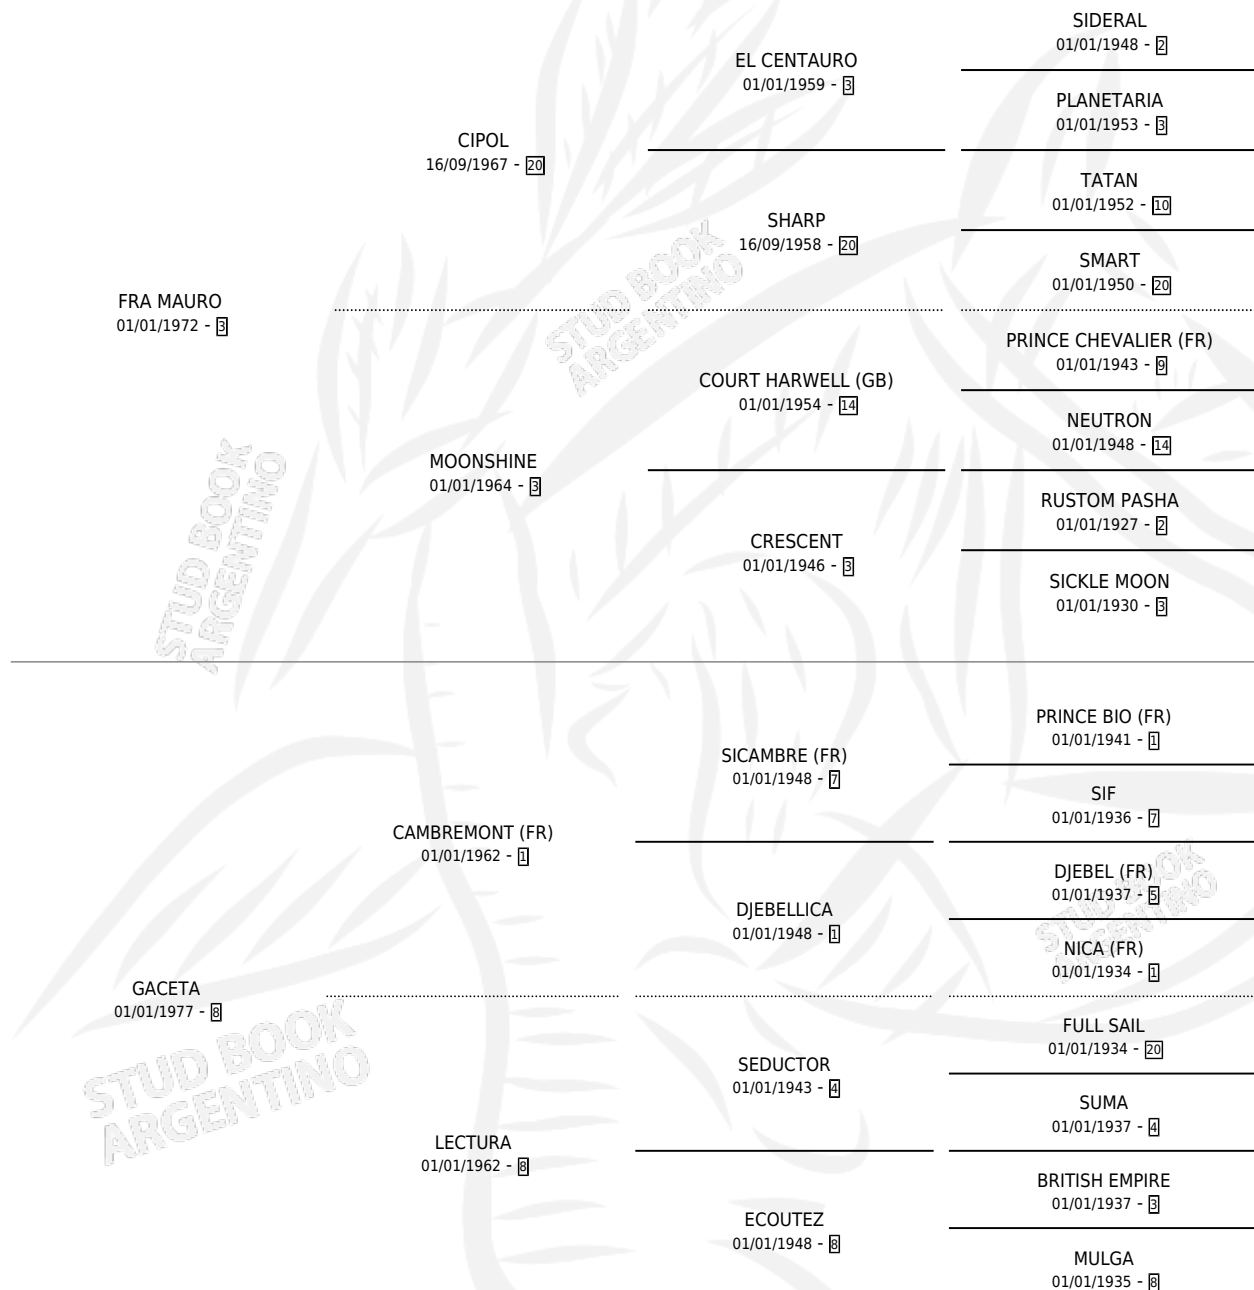 SIDERAL
01/01/1948 - 2
EL CENTAURO
01/01/1959 - 3
PLANETARIA
01/01/1953 - 3
CIPOL
16/09/1967 - 20
TATAN
01/01/1952 - 10
SHARP
16/09/1958 - 20
SMART
01/01/1950 - 20
FRA MAURO
01/01/1972 - 3
PRINCE CHEVALIER (FR)
01/01/1943 - 9
COURT HARWELL (GB)
01/01/1954 - 14
NEUTRON
01/01/1948 - 14
MOONSHINE
01/01/1964 - 3
RUSTOM PASHA
01/01/1927 - 2
CRESCENT
01/01/1946 - 3
SICKLE MOON
01/01/1930 - 3
PRINCE BIO (FR)
01/01/1941 - 1
SICAMBRE (FR)
01/01/1948 - 7
SIF
01/01/1936 - 7
CAMBREMONT (FR)
01/01/1962 - 1
DJEBEL (FR)
01/01/1937 - 5
DJEBELLICA
01/01/1948 - 1
NICA (FR)
01/01/1934 - 1
GACETA
01/01/1977 - 8
FULL SAIL
01/01/1934 - 20
SEDUCTOR
01/01/1943 - 4
SUMA
01/01/1937 - 4
LECTURA
01/01/1962 - 8
BRITISH EMPIRE
01/01/1937 - 3
ECOUTEZ
01/01/1948 - 8
MULGA
01/01/1935 - 8
STUD BOOK
ARGENTINO
STUD BOOK
ARGENTINO
STUD BOOK
ARGENTINO
STUD BOOK
ARGENTINO